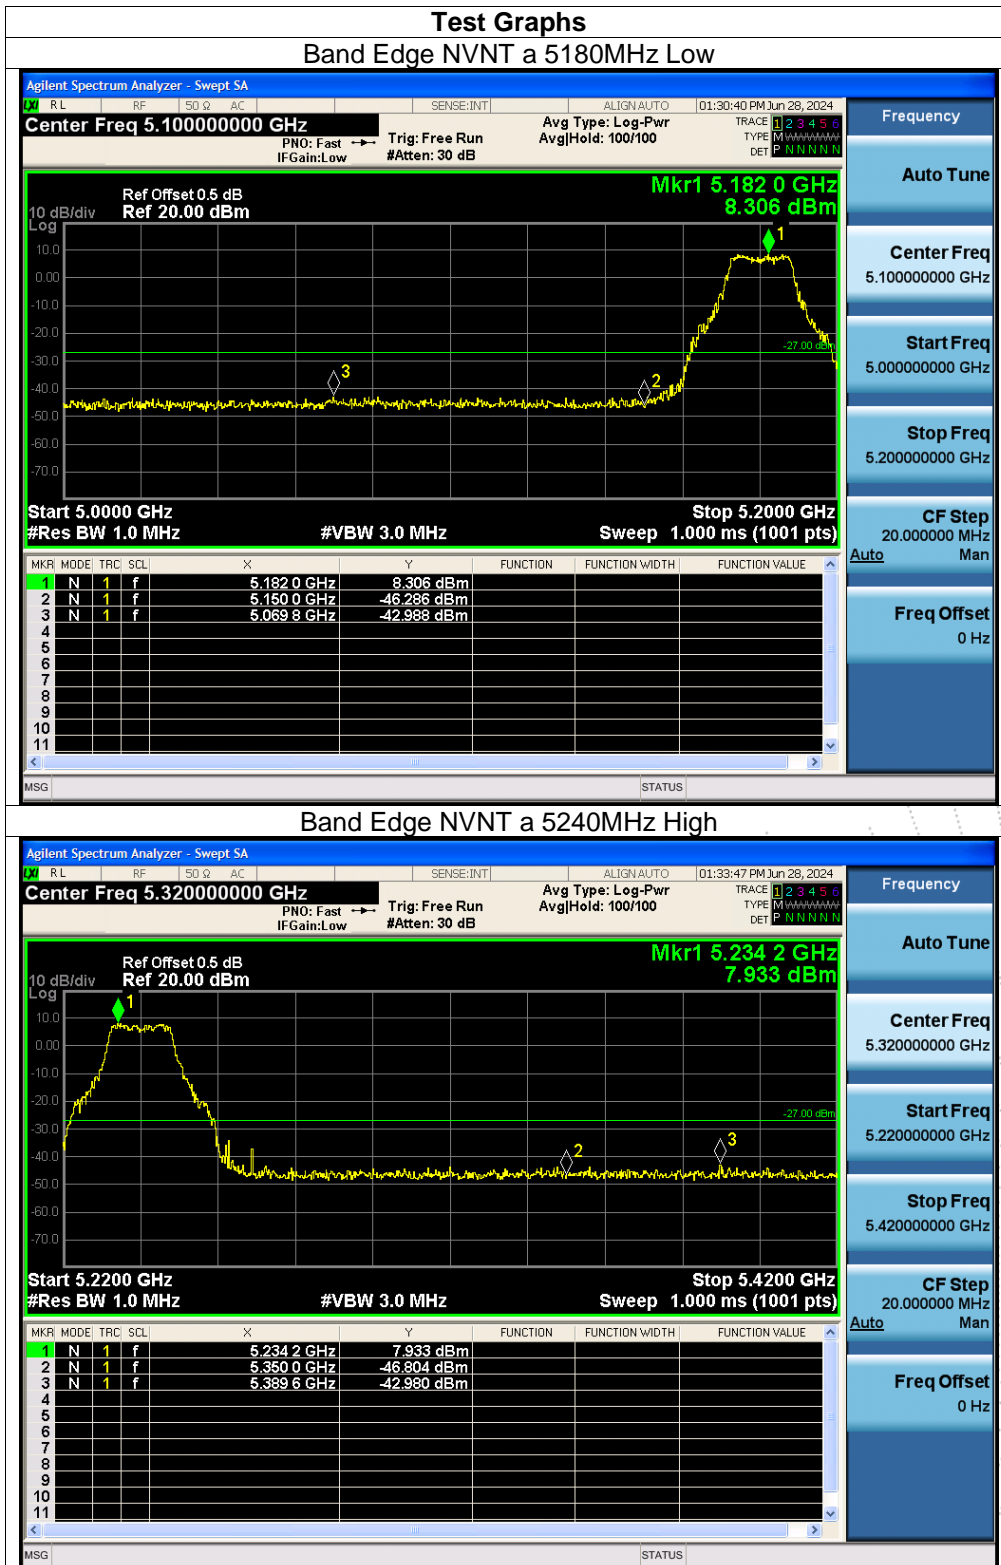 Test Graphs
Band Edge NVNT a 5180MHz Low
Agilent Spectrum Analyzer - Swept SA
LXI RL RF 50 Ω AC SENSE:INT ALIGN AUTO 01:30:40 PM Jun 28, 2024
Center Freq 5.100000000 GHz
PNO: Fast
IFGain:Low
Trig: Free Run
#Atten: 30 dB
Avg Type: Log-Pwr
Avg|Hold: 100/100
TRACE 1 2 3 4 5 6
TYPE M
DET P N N N N N
Frequency
Auto Tune
Center Freq
5.100000000 GHz
Start Freq
5.000000000 GHz
Stop Freq
5.200000000 GHz
CF Step
20.000000 MHz
Auto Man
Freq Offset
0 Hz
Mkr1 5.182 0 GHz
8.306 dBm
Ref Offset 0.5 dB
10 dB/div Ref 20.00 dBm
Log
10.0
0.00
-10.0
-20.0
-30.0
-40.0
-50.0
-60.0
-70.0
1
2
3
-27.00 dBm
Start 5.0000 GHz Stop 5.2000 GHz
#Res BW 1.0 MHz #VBW 3.0 MHz Sweep 1.000 ms (1001 pts)
MKR MODE TRC SCL X Y FUNCTION FUNCTION WIDTH FUNCTION VALUE
1 N 1 f 5.182 0 GHz 8.306 dBm
2 N 1 f 5.150 0 GHz -46.286 dBm
3 N 1 f 5.069 8 GHz -42.988 dBm
4
5
6
7
8
9
10
11
MSG STATUS
Band Edge NVNT a 5240MHz High
Agilent Spectrum Analyzer - Swept SA
LXI RL RF 50 Ω AC SENSE:INT ALIGN AUTO 01:33:47 PM Jun 28, 2024
Center Freq 5.320000000 GHz
PNO: Fast
IFGain:Low
Trig: Free Run
#Atten: 30 dB
Avg Type: Log-Pwr
Avg|Hold: 100/100
TRACE 1 2 3 4 5 6
TYPE M
DET P N N N N N
Frequency
Auto Tune
Center Freq
5.320000000 GHz
Start Freq
5.220000000 GHz
Stop Freq
5.420000000 GHz
CF Step
20.000000 MHz
Auto Man
Freq Offset
0 Hz
Mkr1 5.234 2 GHz
7.933 dBm
Ref Offset 0.5 dB
10 dB/div Ref 20.00 dBm
Log
10.0
0.00
-10.0
-20.0
-30.0
-40.0
-50.0
-60.0
-70.0
1
2
3
-27.00 dBm
Start 5.2200 GHz Stop 5.4200 GHz
#Res BW 1.0 MHz #VBW 3.0 MHz Sweep 1.000 ms (1001 pts)
MKR MODE TRC SCL X Y FUNCTION FUNCTION WIDTH FUNCTION VALUE
1 N 1 f 5.234 2 GHz 7.933 dBm
2 N 1 f 5.350 0 GHz -46.804 dBm
3 N 1 f 5.389 6 GHz -42.980 dBm
4
5
6
7
8
9
10
11
MSG STATUS